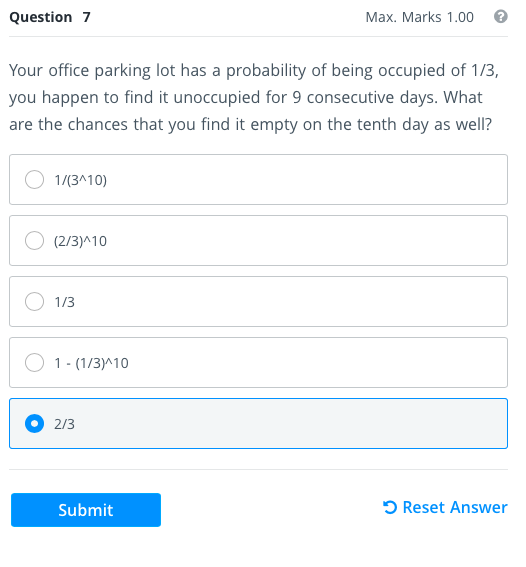 Question 7 Max. Marks 1.00 ?
Your office parking lot has a probability of being occupied of 1/3,
you happen to find it unoccupied for 9 consecutive days. What
are the chances that you find it empty on the tenth day as well?
1/(3^10)
(2/3)^10
1/3
1 - (1/3)^10
2/3
Submit Reset Answer